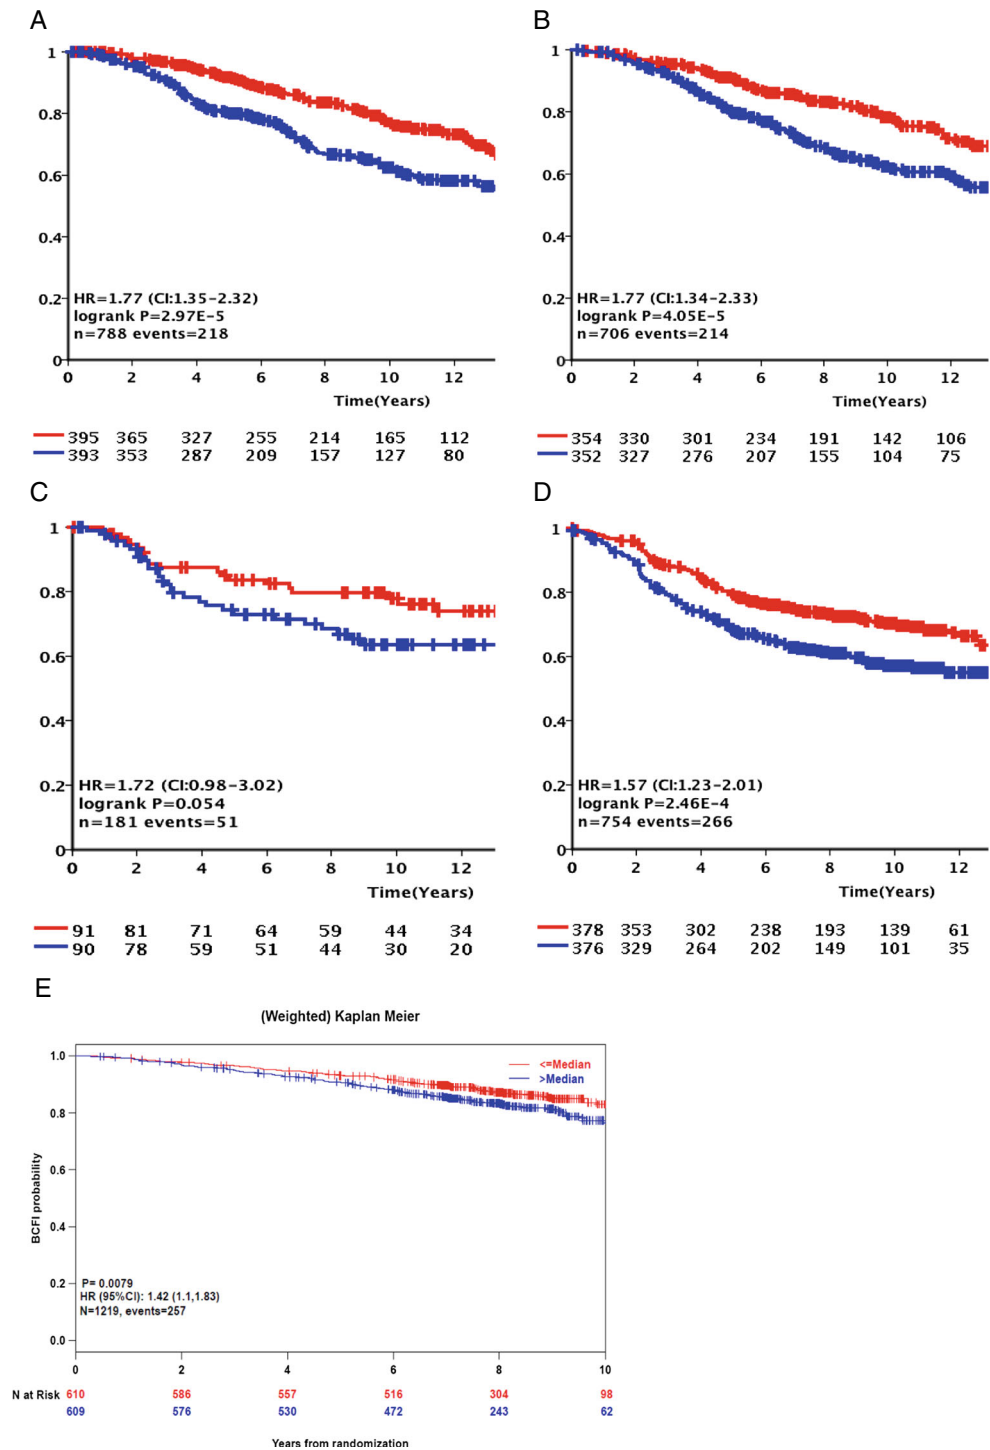 A
1
0.8
0.6
0.4
0.2
0
HR=1.77 (CI:1.35-2.32)
logrank P=2.97E-5
n=788 events=218
0 2 4 6 8 10 12
Time(Years)
395 365 327 255 214 165 112
393 353 287 209 157 127 80
B
1
0.8
0.6
0.4
0.2
0
HR=1.77 (CI:1.34-2.33)
logrank P=4.05E-5
n=706 events=214
0 2 4 6 8 10 12
Time(Years)
354 330 301 234 191 142 106
352 327 276 207 155 104 75
C
1
0.8
0.6
0.4
0.2
0
HR=1.72 (CI:0.98-3.02)
logrank P=0.054
n=181 events=51
0 2 4 6 8 10 12
Time(Years)
91 81 71 64 59 44 34
90 78 59 51 44 30 20
D
1
0.8
0.6
0.4
0.2
0
HR=1.57 (CI:1.23-2.01)
logrank P=2.46E-4
n=754 events=266
0 2 4 6 8 10 12
Time(Years)
378 353 302 238 193 139 61
376 329 264 202 149 101 35
E
(Weighted) Kaplan Meier
<=Median
>Median
BCFI probability
1.0
0.8
0.6
0.4
0.2
0.0
P= 0.0079
HR (95%CI): 1.42 (1.1,1.83)
N=1219, events=257
0 2 4 6 8 10
N at Risk 610 586 557 516 304 98
609 576 530 472 243 62
Years from randomization